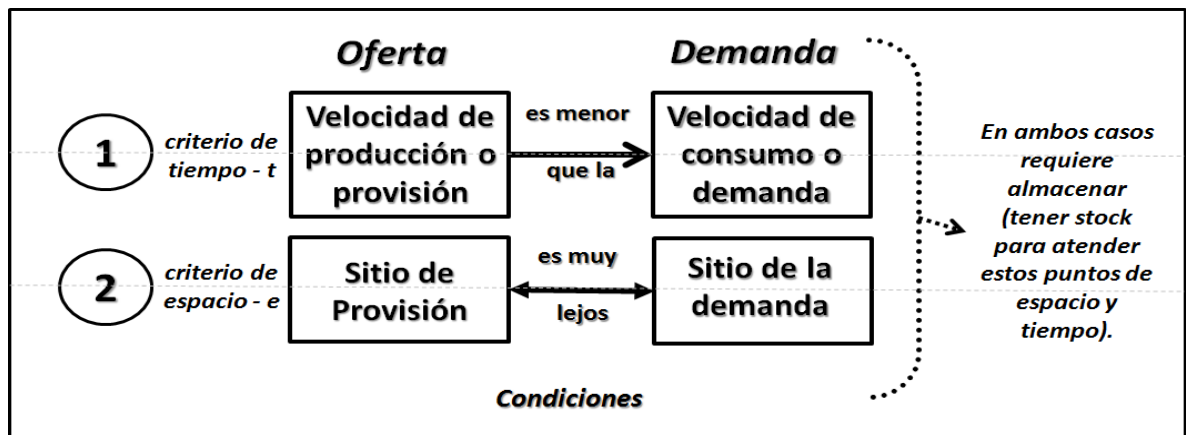 Oferta
Demanda
1
criterio de
tiempo - t
Velocidad de
producción o
provisión
es menor
que la
Velocidad de
consumo o
demanda
2
criterio de
espacio - e
Sitio de
Provisión
es muy
lejos
Sitio de la
demanda
En ambos casos
requiere
almacenar
(tener stock
para atender
estos puntos de
espacio y
tiempo).
Condiciones